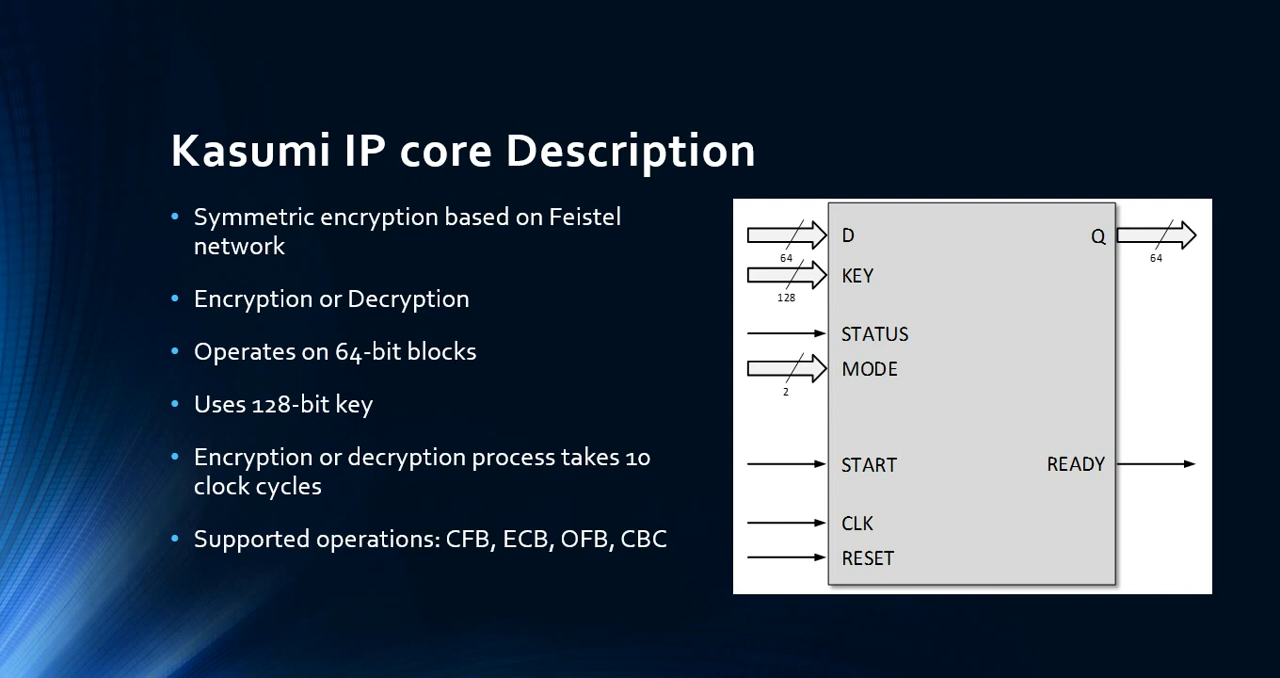 Kasumi IP core Description
• Symmetric encryption based on Feistel
network
• Encryption or Decryption
• Operates on 64-bit blocks
• Uses 128-bit key
• Encryption or decryption process takes 10
clock cycles
• Supported operations: CFB, ECB, OFB, CBC
D
Q
64
64
KEY
128
STATUS
MODE
2
START
READY
CLK
RESET